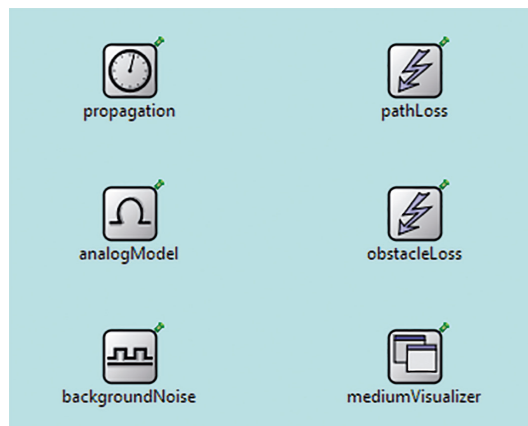 propagation
pathLoss
analogModel
obstacleLoss
backgroundNoise
mediumVisualizer